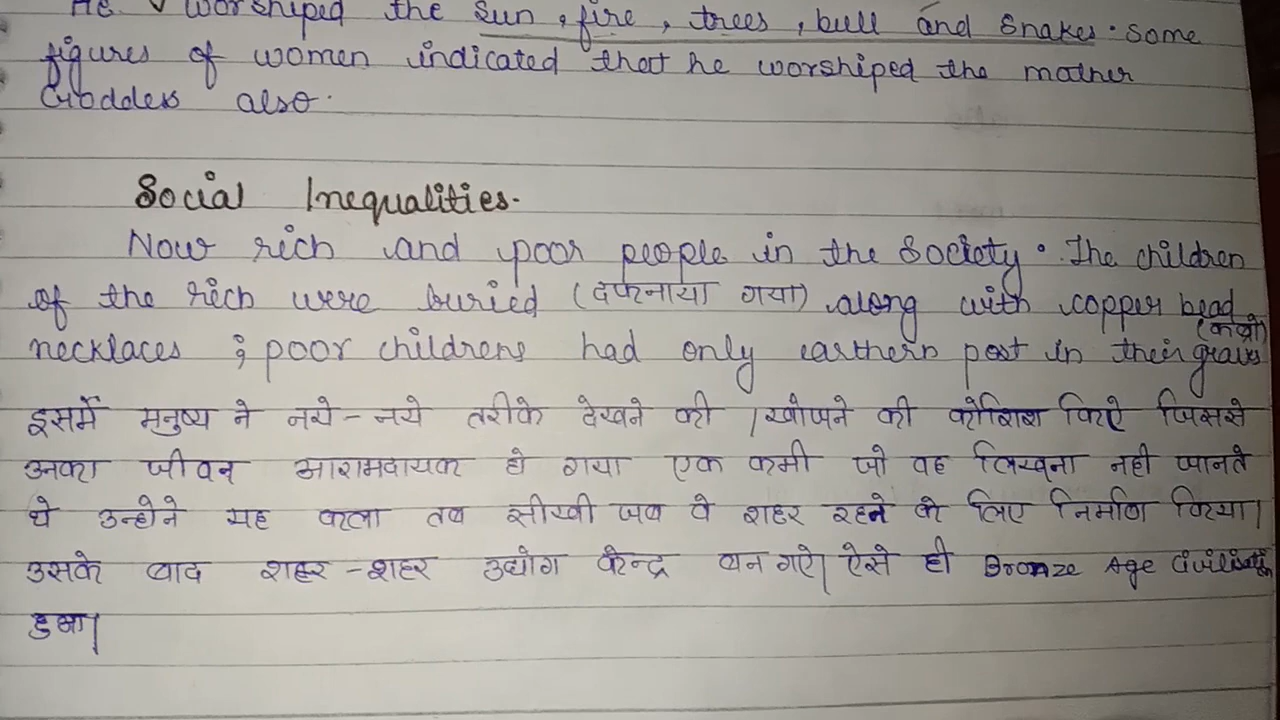 He worshiped the Sun, fire, trees, bull and Snakes. Some
figures of women indicated that he worshiped the mother
Goddess also.
Social Inequalities.
Now rich and poor people in the Society. The children
of the rich were buried (दफनाया गया) along with copper bead
necklaces ; poor childrens had only earthern post in their graves (कब्रो)
इसमें मनुष्य ने नये-नये तरीके देखने की / खोजने की कोशिश किऐ जिससे
उनका जीवन आरामदायक हो गया एक कमी जो वह लिखना नही जानते
थे उन्होने यह कला तब सीखी जब वे शहर रहने के लिए निर्माण किया।
उसके बाद शहर-शहर उद्योग केन्द्र बन गऐ। ऐसे ही Bronze Age Civilisation
हुआ।